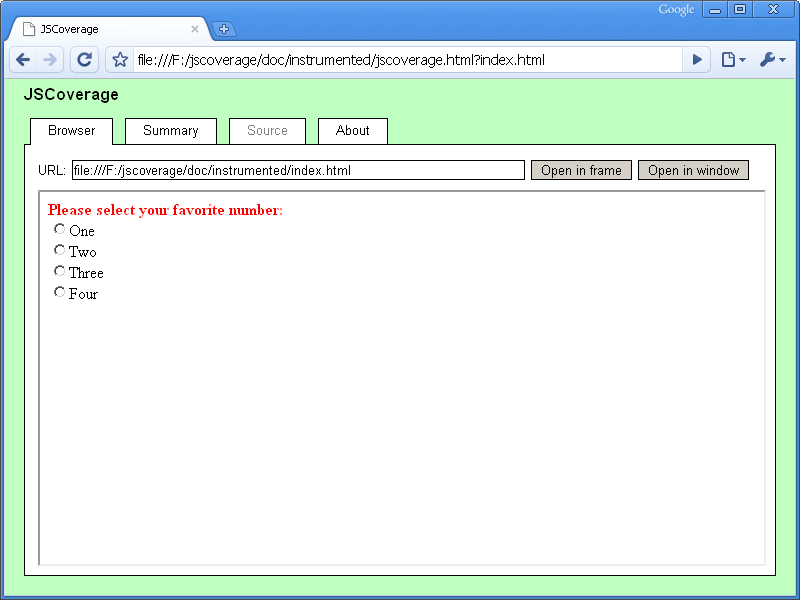 Google
JSCoverage
file:///F:/jscoverage/doc/instrumented/jscoverage.html?index.html
JSCoverage
Browser Summary Source About
URL: file:///F:/jscoverage/doc/instrumented/index.html Open in frame Open in window
Please select your favorite number:
One
Two
Three
Four